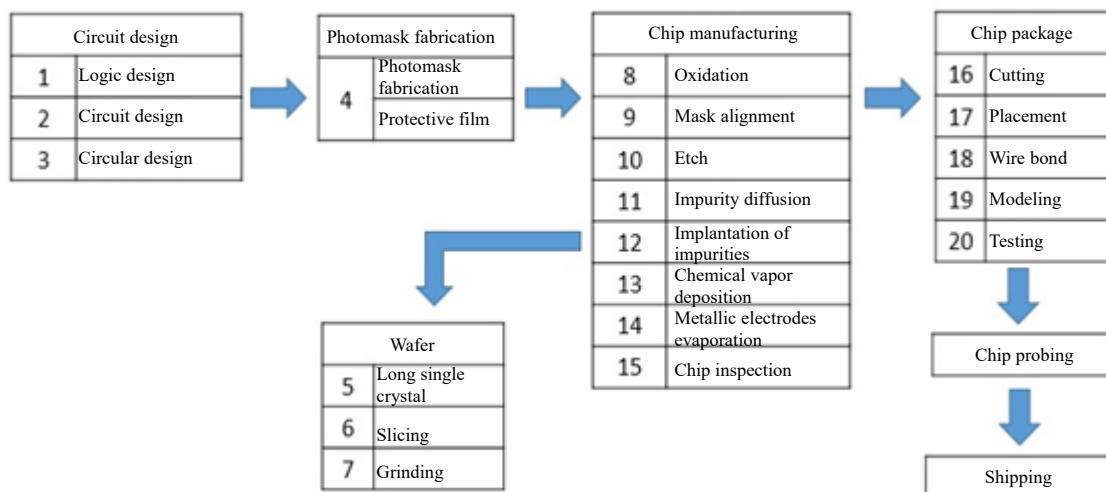 Circuit design
1 Logic design
2 Circuit design
3 Circular design
Photomask fabrication
4 Photomask
fabrication
Protective film
Chip manufacturing
8 Oxidation
9 Mask alignment
10 Etch
11 Impurity diffusion
12 Implantation of
impurities
13 Chemical vapor
deposition
14 Metallic electrodes
evaporation
15 Chip inspection
Chip package
16 Cutting
17 Placement
18 Wire bond
19 Modeling
20 Testing
Wafer
5 Long single
crystal
6 Slicing
7 Grinding
Chip probing
Shipping